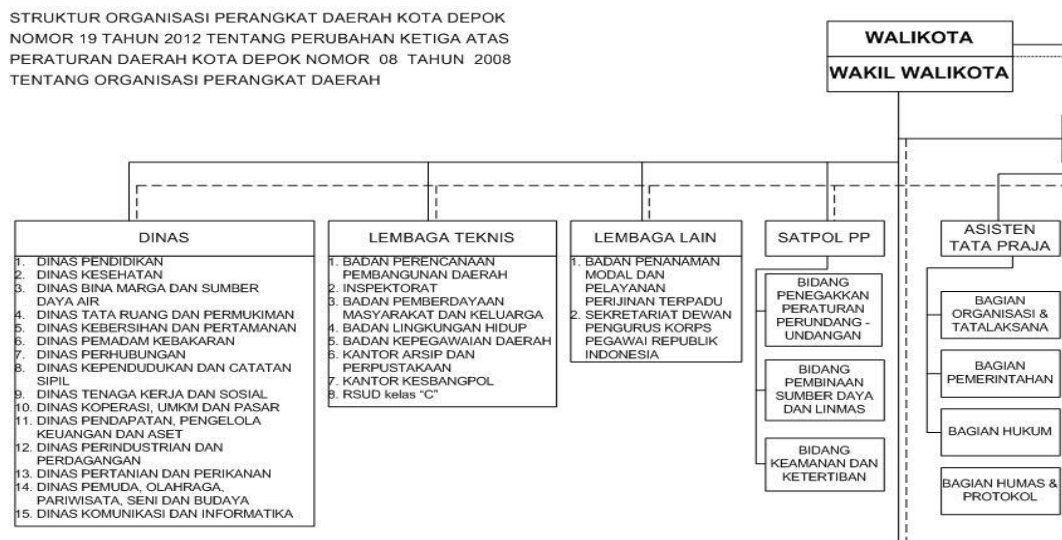 STRUKTUR ORGANISASI PERANGKAT DAERAH KOTA DEPOK
NOMOR 19 TAHUN 2012 TENTANG PERUBAHAN KETIGA ATAS
PERATURAN DAERAH KOTA DEPOK NOMOR 08 TAHUN 2008
TENTANG ORGANISASI PERANGKAT DAERAH
WALIKOTA
WAKIL WALIKOTA
DINAS
1. DINAS PENDIDIKAN
2. DINAS KESEHATAN
3. DINAS BINA MARGA DAN SUMBER
DAYA AIR
4. DINAS TATA RUANG DAN PERMUKIMAN
5. DINAS KEBERSIHAN DAN PERTAMANAN
6. DINAS PEMADAM KEBAKARAN
7. DINAS PERHUBUNGAN
8. DINAS KEPENDUDUKAN DAN CATATAN
SIPIL
9. DINAS TENAGA KERJA DAN SOSIAL
10. DINAS KOPERASI, UMKM DAN PASAR
11. DINAS PENDAPATAN, PENGELOLA
KEUANGAN DAN ASET
12. DINAS PERINDUSTRIAN DAN
PERDAGANGAN
13. DINAS PERTANIAN DAN PERIKANAN
14. DINAS PEMUDA, OLAHRAGA,
PARIWISATA, SENI DAN BUDAYA
15. DINAS KOMUNIKASI DAN INFORMATIKA
LEMBAGA TEKNIS
1. BADAN PERENCANAAN
PEMBANGUNAN DAERAH
2. INSPEKTORAT
3. BADAN PEMBERDAYAAN
MASYARAKAT DAN KELUARGA
4. BADAN LINGKUNGAN HIDUP
5. BADAN KEPEGAWAIAN DAERAH
6. KANTOR ARSIP DAN
PERPUSTAKAAN
7. KANTOR KESBANGPOL
8. RSUD kelas “C”
LEMBAGA LAIN
1. BADAN PENANAMAN
MODAL DAN
PELAYANAN
PERIJINAN TERPADU
2. SEKRETARIAT DEWAN
PENGURUS KORPS
PEGAWAI REPUBLIK
INDONESIA
SATPOL PP
BIDANG
PENEGAKKAN
PERATURAN
PERUNDANG -
UNDANGAN
BIDANG
PEMBINAAN
SUMBER DAYA
DAN LINMAS
BIDANG
KEAMANAN DAN
KETERTIBAN
ASISTEN
TATA PRAJA
BAGIAN
ORGANISASI &
TATALAKSANA
BAGIAN
PEMERINTAHAN
BAGIAN HUKUM
BAGIAN HUMAS &
PROTOKOL